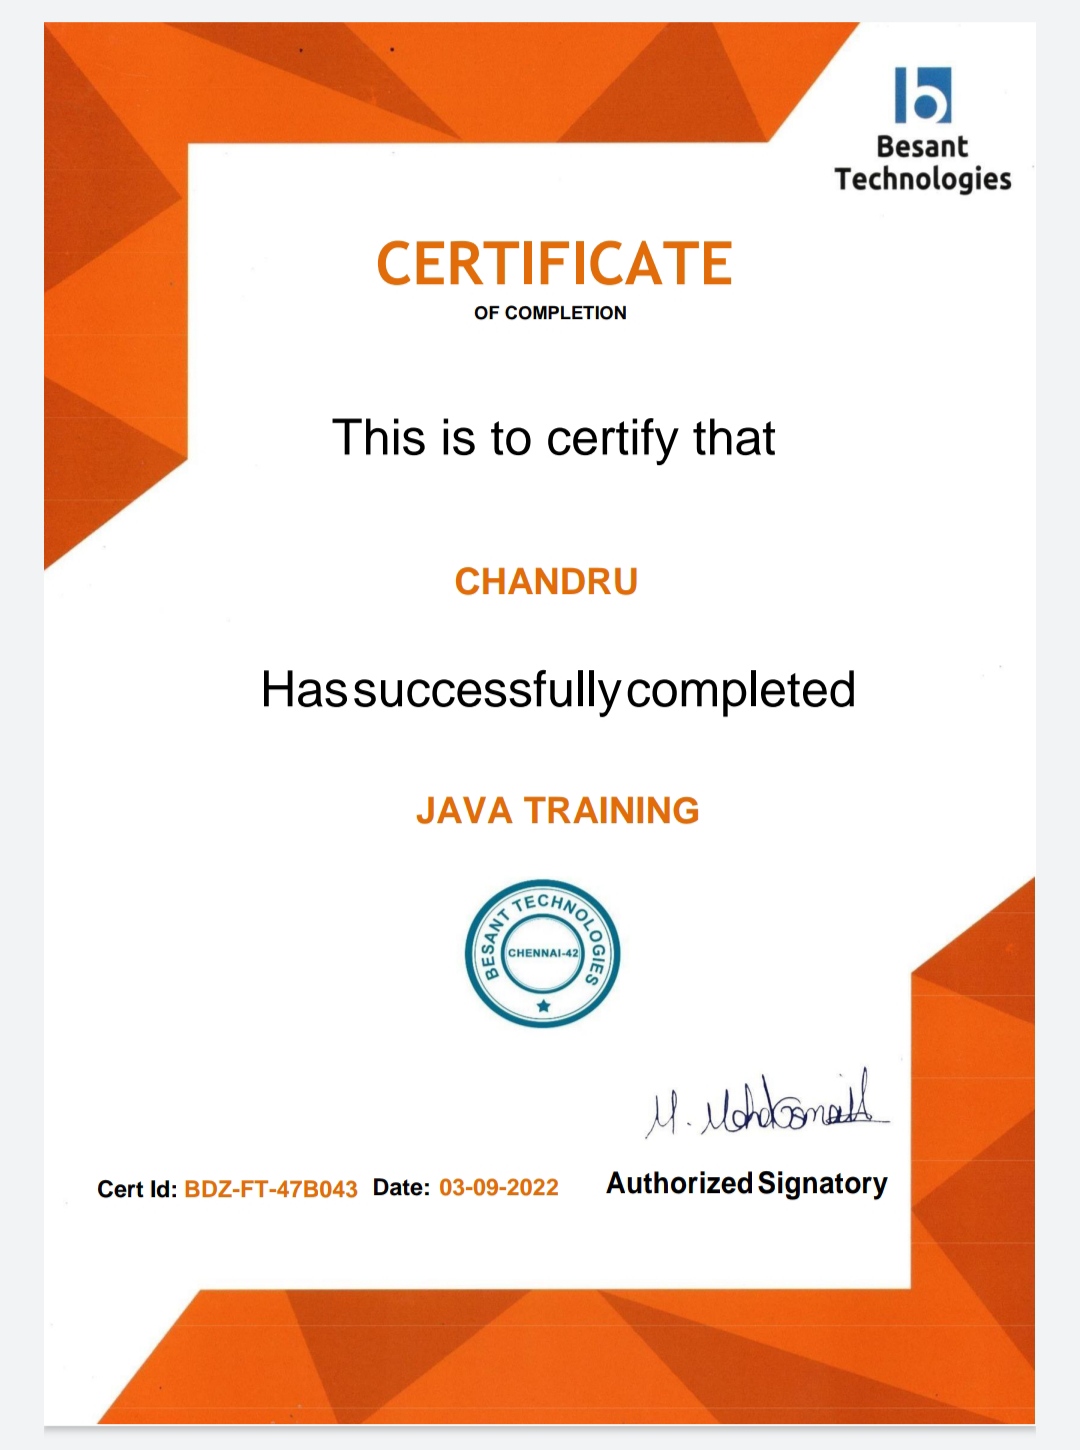 Besant
Technologies
CERTIFICATE
OF COMPLETION
This is to certify that
CHANDRU
Has successfully completed
JAVA TRAINING
BESANT TECHNOLOGIES
CHENNAI-42
Cert Id: BDZ-FT-47B043 Date: 03-09-2022 Authorized Signatory